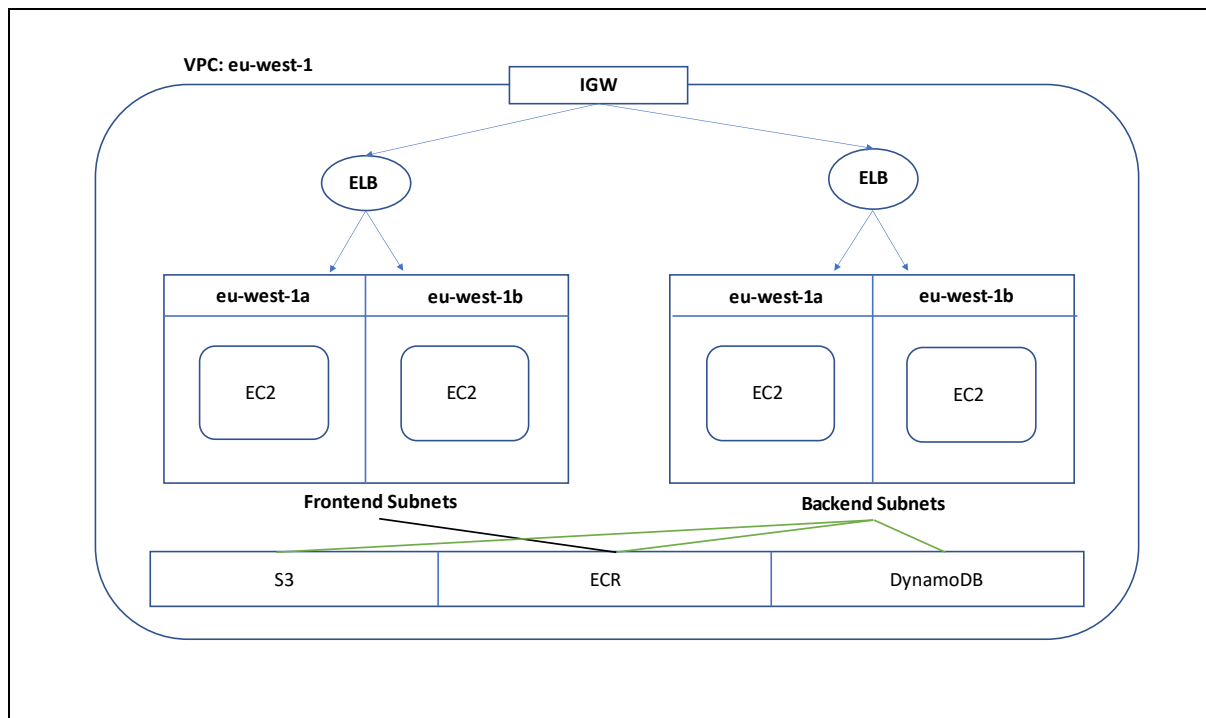 VPC: eu-west-1
IGW
ELB
ELB
eu-west-1a
eu-west-1b
eu-west-1a
eu-west-1b
EC2
EC2
EC2
EC2
Frontend Subnets
Backend Subnets
S3
ECR
DynamoDB